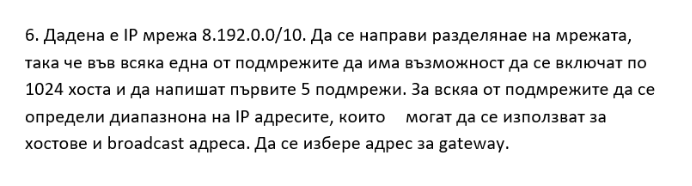 6. Дадена е IP мрежа 8.192.0.0/10. Да се направи разделянае на мрежата,
така че във всяка една от подмрежите да има възможност да се включат по
1024 хоста и да напишат първите 5 подмрежи. За вскяа от подмрежите да се
определи диапазнона на IP адресите, които могат да се използват за
хостове и broadcast адреса. Да се избере адрес за gateway.